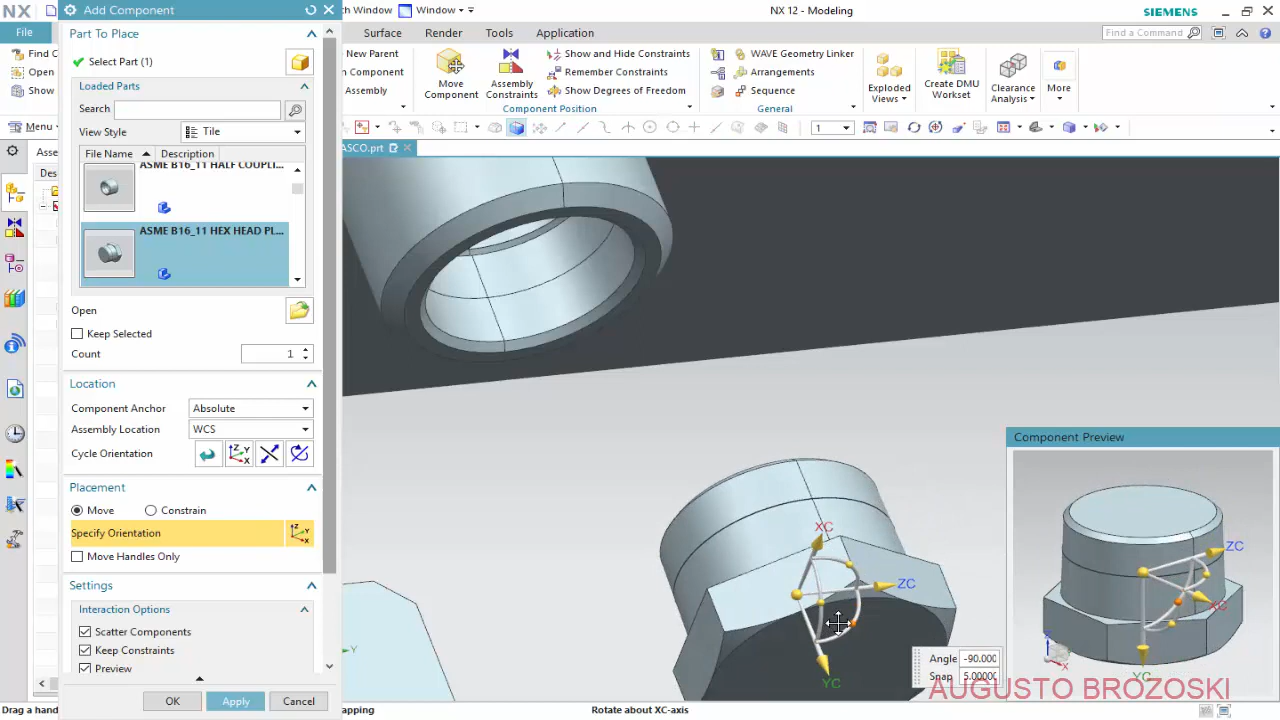 NX
Add Component
tch Window
Window
NX 12 - Modeling
SIEMENS
File
Surface
Render
Tools
Application
Find a Command
Find C
Open
Show
Menu
Asse
Des
Part To Place
Select Part (1)
Loaded Parts
Search
View Style
Tile
File Name
Description
ASME B16_11 HALF COUPLI...
ASME B16_11 HEX HEAD PL...
Open
Keep Selected
Count
1
Location
Component Anchor
Absolute
Assembly Location
WCS
Cycle Orientation
Placement
Move
Constrain
Specify Orientation
Move Handles Only
Settings
Interaction Options
Scatter Components
Keep Constraints
Preview
OK
Apply
Cancel
New Parent
n Component
Assembly
Move Component
Assembly Constraints
Show and Hide Constraints
Remember Constraints
Show Degrees of Freedom
Component Position
WAVE Geometry Linker
Arrangements
Sequence
General
Exploded Views
Create DMU Workset
Clearance Analysis
More
1
ASCO.prt
XC
ZC
YC
Y
Angle
-90.000
Snap
5.0000
Component Preview
ZC
XC
YC
X
AUGUSTO BROZOSKI
Drag a hand
apping
Rotate about XC-axis